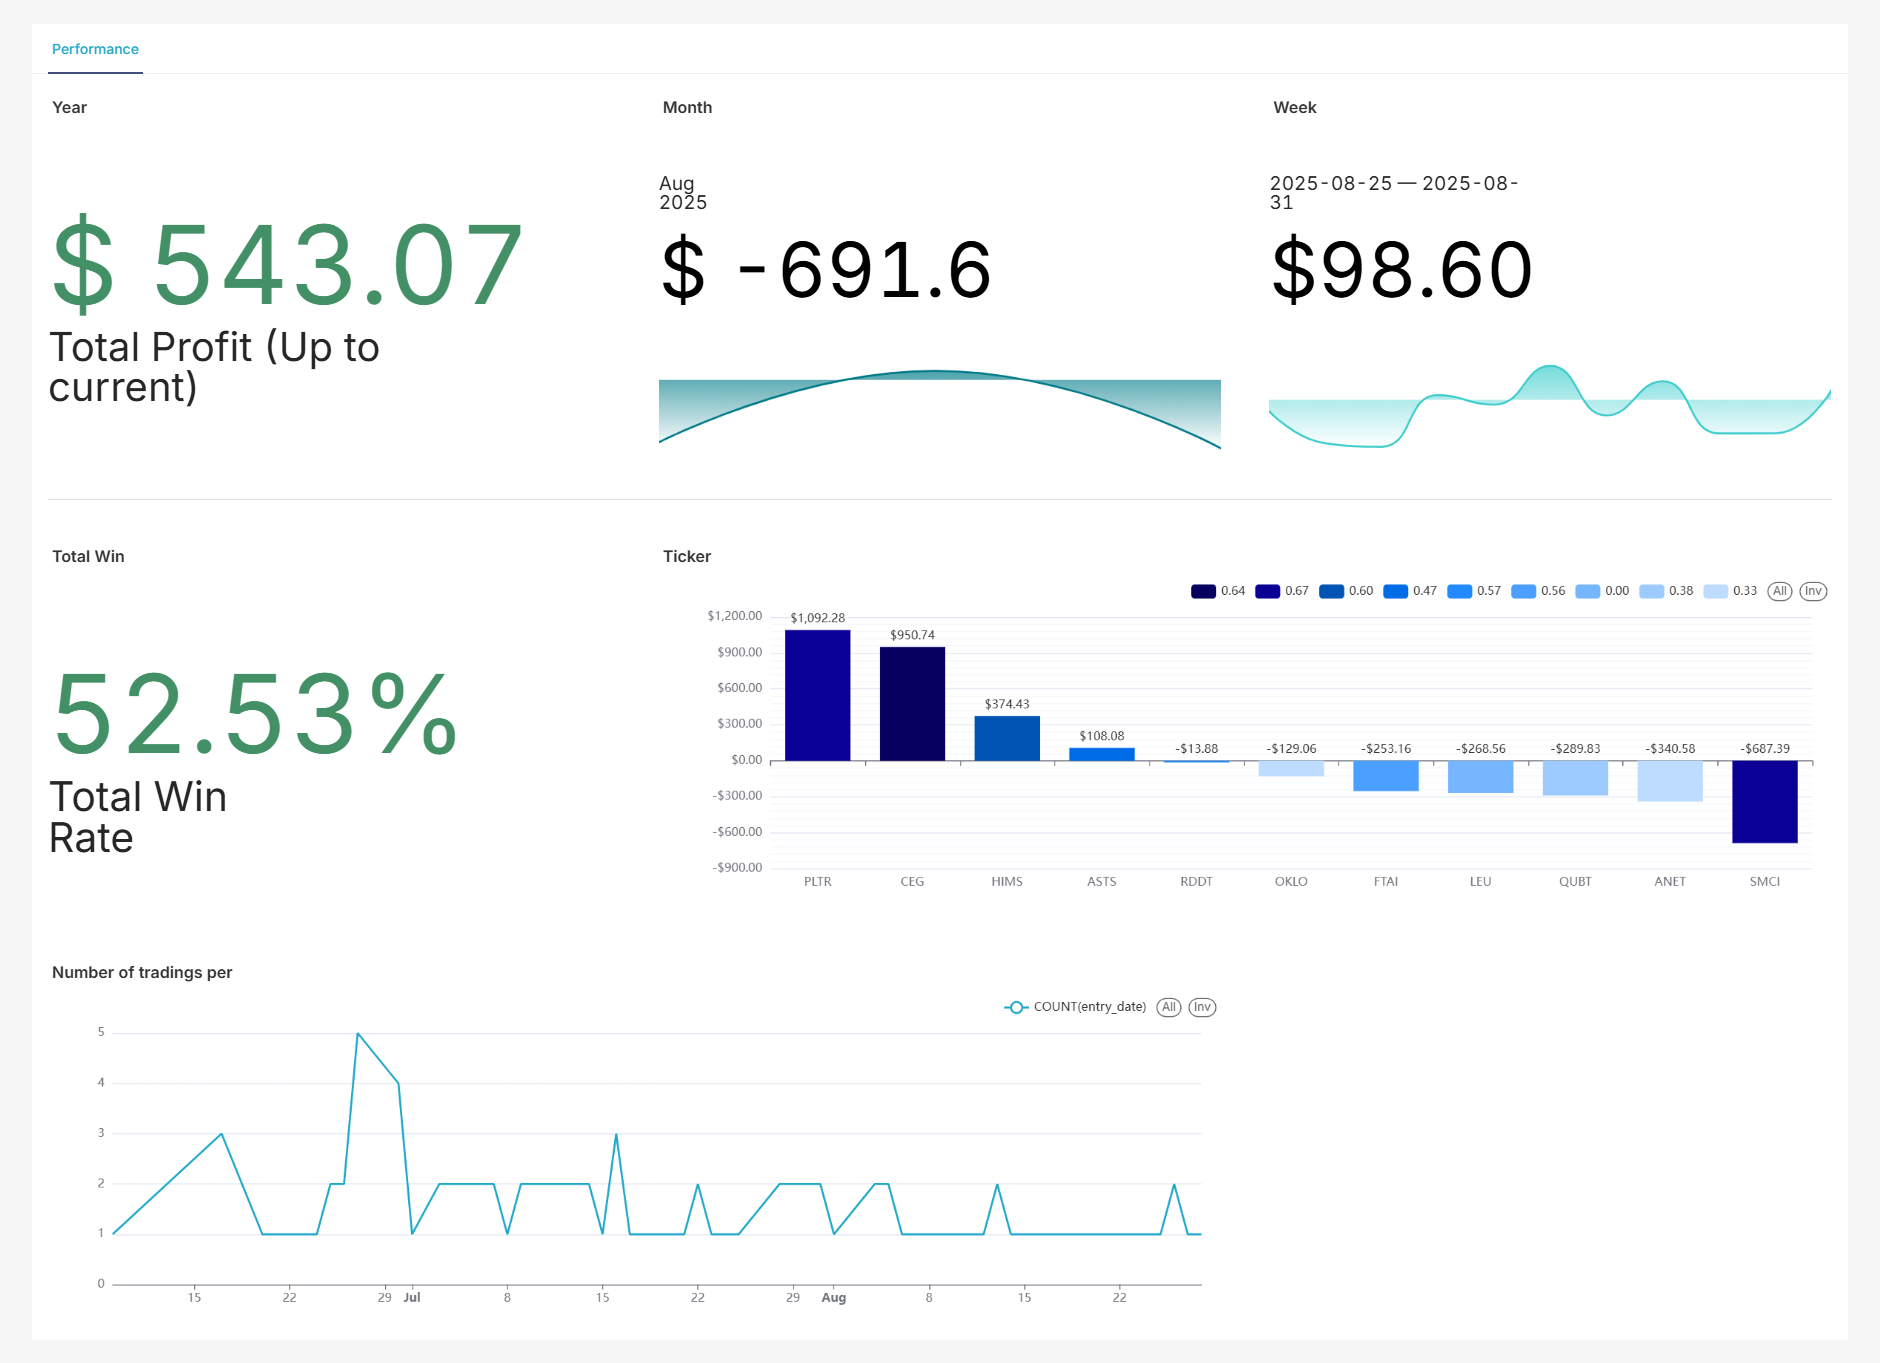 Performance
Year
Month
Week
$ 543.07
Total Profit (Up to
current)
Aug
2025
$ -691.6
2025-08-25 — 2025-08-
31
$98.60
Total Win
52.53%
Total Win
Rate
Ticker
0.64 0.67 0.60 0.47 0.57 0.56 0.00 0.38 0.33 All Inv
$1,200.00
$900.00
$600.00
$300.00
$0.00
-$300.00
-$600.00
-$900.00
$1,092.28
$950.74
$374.43
$108.08
-$13.88
-$129.06
-$253.16
-$268.56
-$289.83
-$340.58
-$687.39
PLTR CEG HIMS ASTS RDDT OKLO FTAI LEU QUBT ANET SMCI
Number of tradings per
COUNT(entry_date) All Inv
5
4
3
2
1
0
15 22 29 Jul 8 15 22 29 Aug 8 15 22